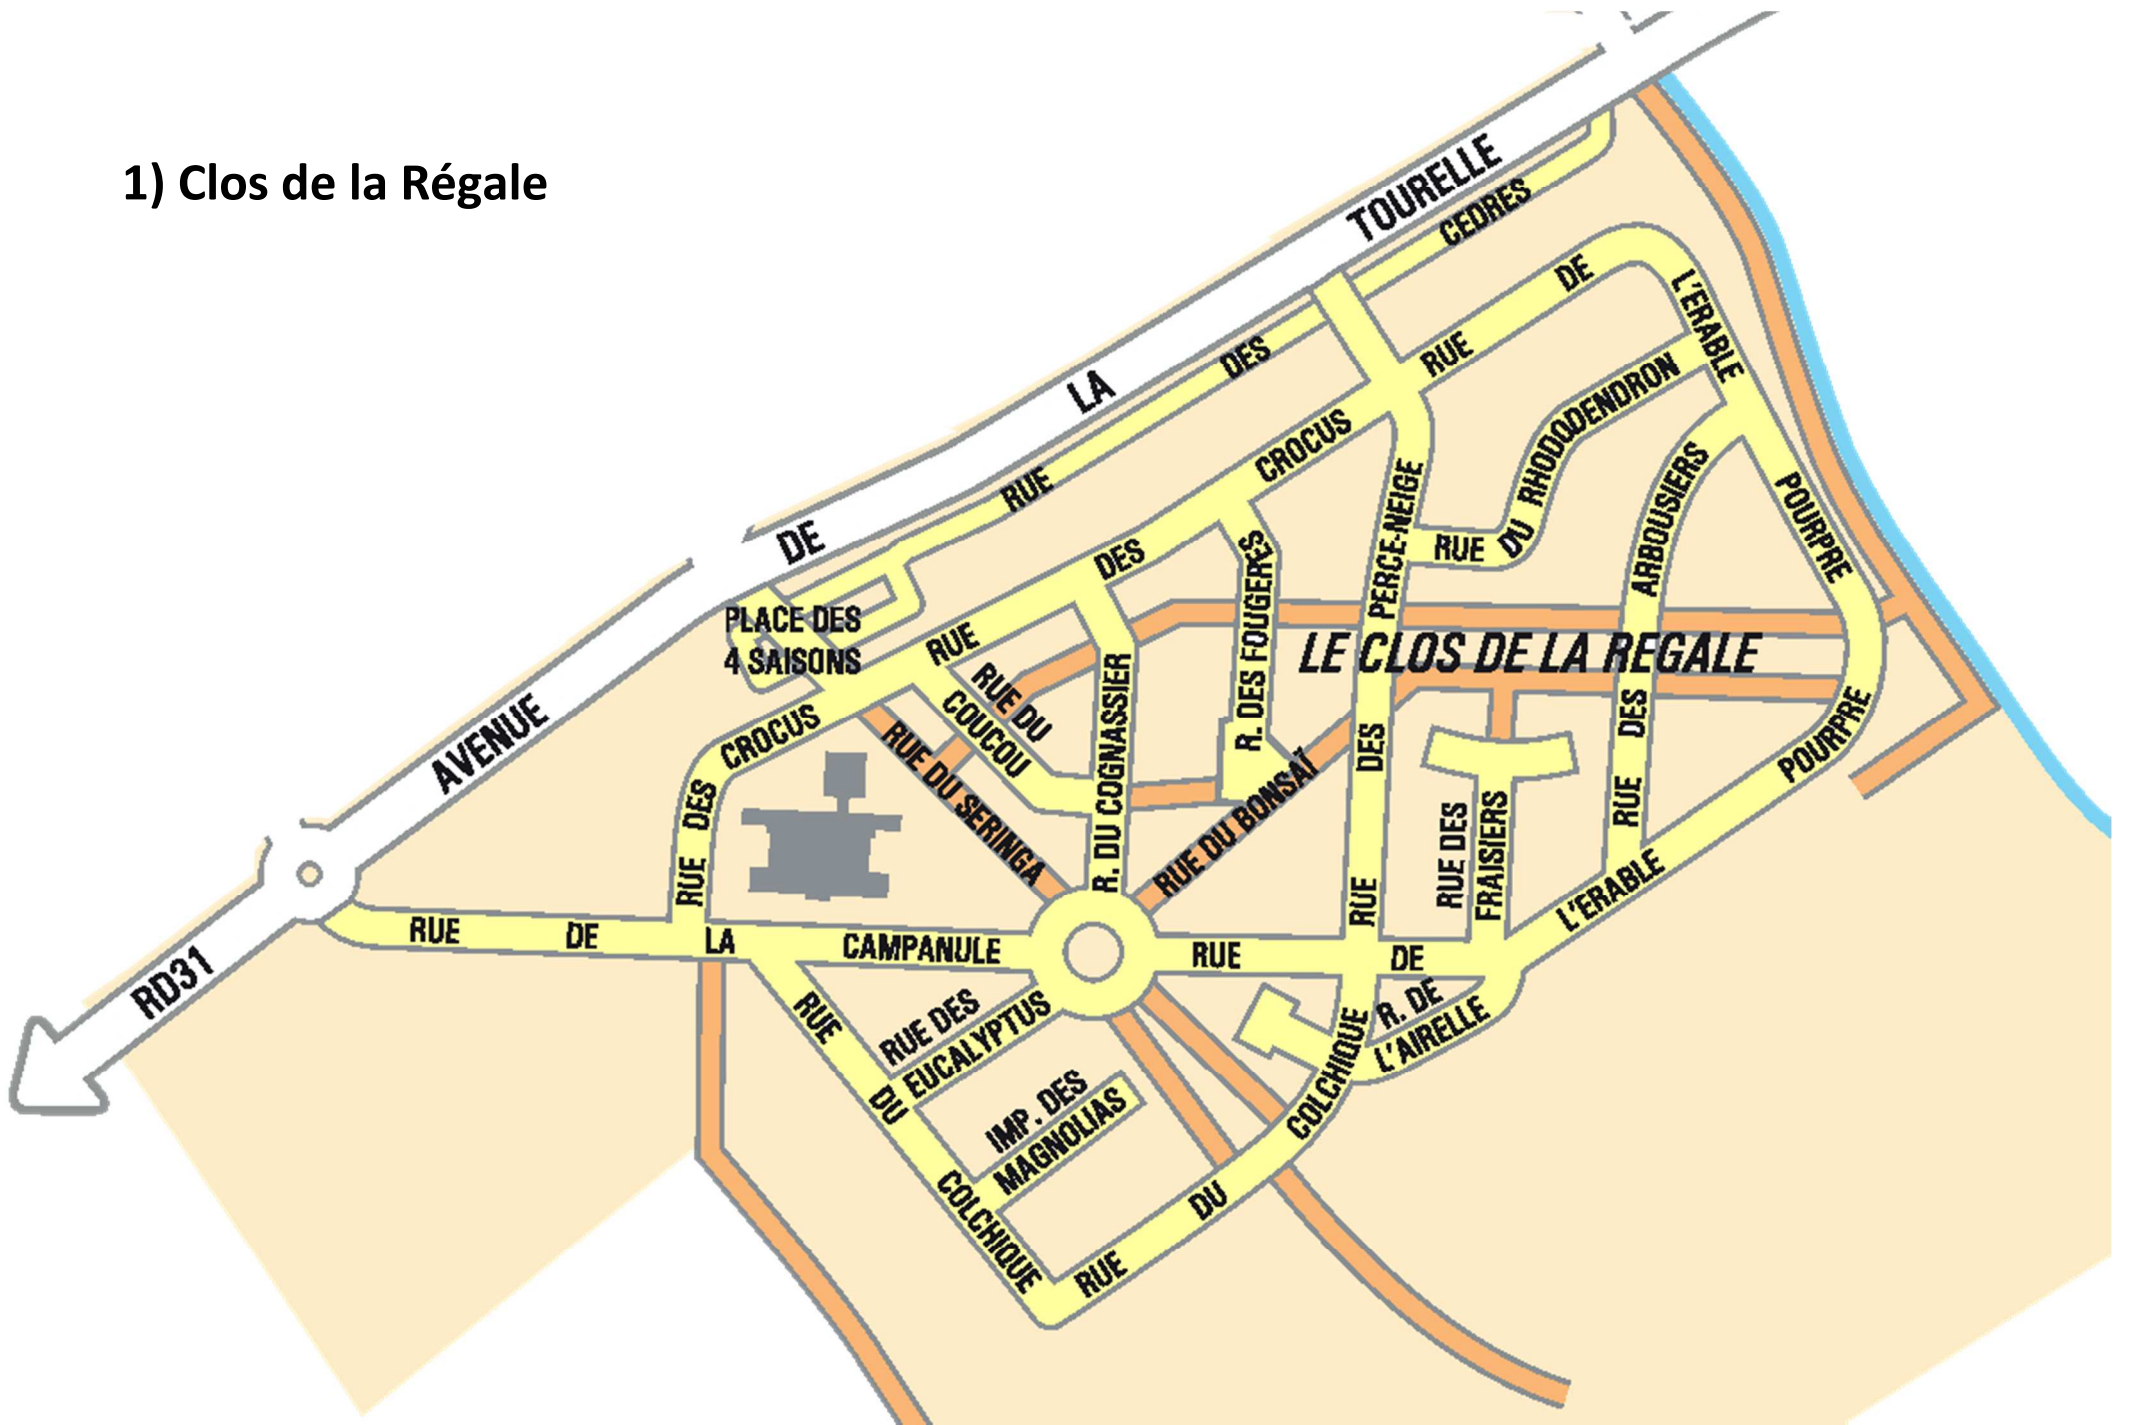 1) Clos de la Régale
AVENUE DE LA TOURELLE
RD31
RUE DES CEDRES
RUE DE L'ERABLE POURPRE
POURPRE
L'ERABLE
RUE DES CROCUS
RUE DES CROCUS
PLACE DES
4 SAISONS
RUE DU
COUCOU
RUE DU SERINGA
R. DU COGNASSIER
R. DES FOUGERES
RUE DU BONSAÏ
RUE DES PERCE-NEIGE
RUE DU RHODODENDRON
RUE DES ARBOUSIERS
LE CLOS DE LA REGALE
RUE DES
FRAISIERS
RUE DE LA CAMPANULE
RUE DE
R. DE
L'AIRELLE
RUE DU COLCHIQUE
RUE DES
EUCALYPTUS
IMP. DES
MAGNOLIAS
RUE DU COLCHIQUE